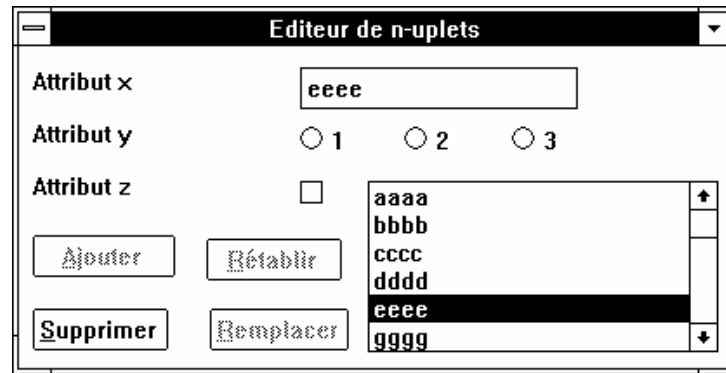 Editeur de n-uplets
Attribut x
eeee
Attribut y
1 2 3
Attribut z
aaaa
bbbb
cccc
dddd
eeee
gggg
Ajouter Rétablir
Supprimer Remplacer